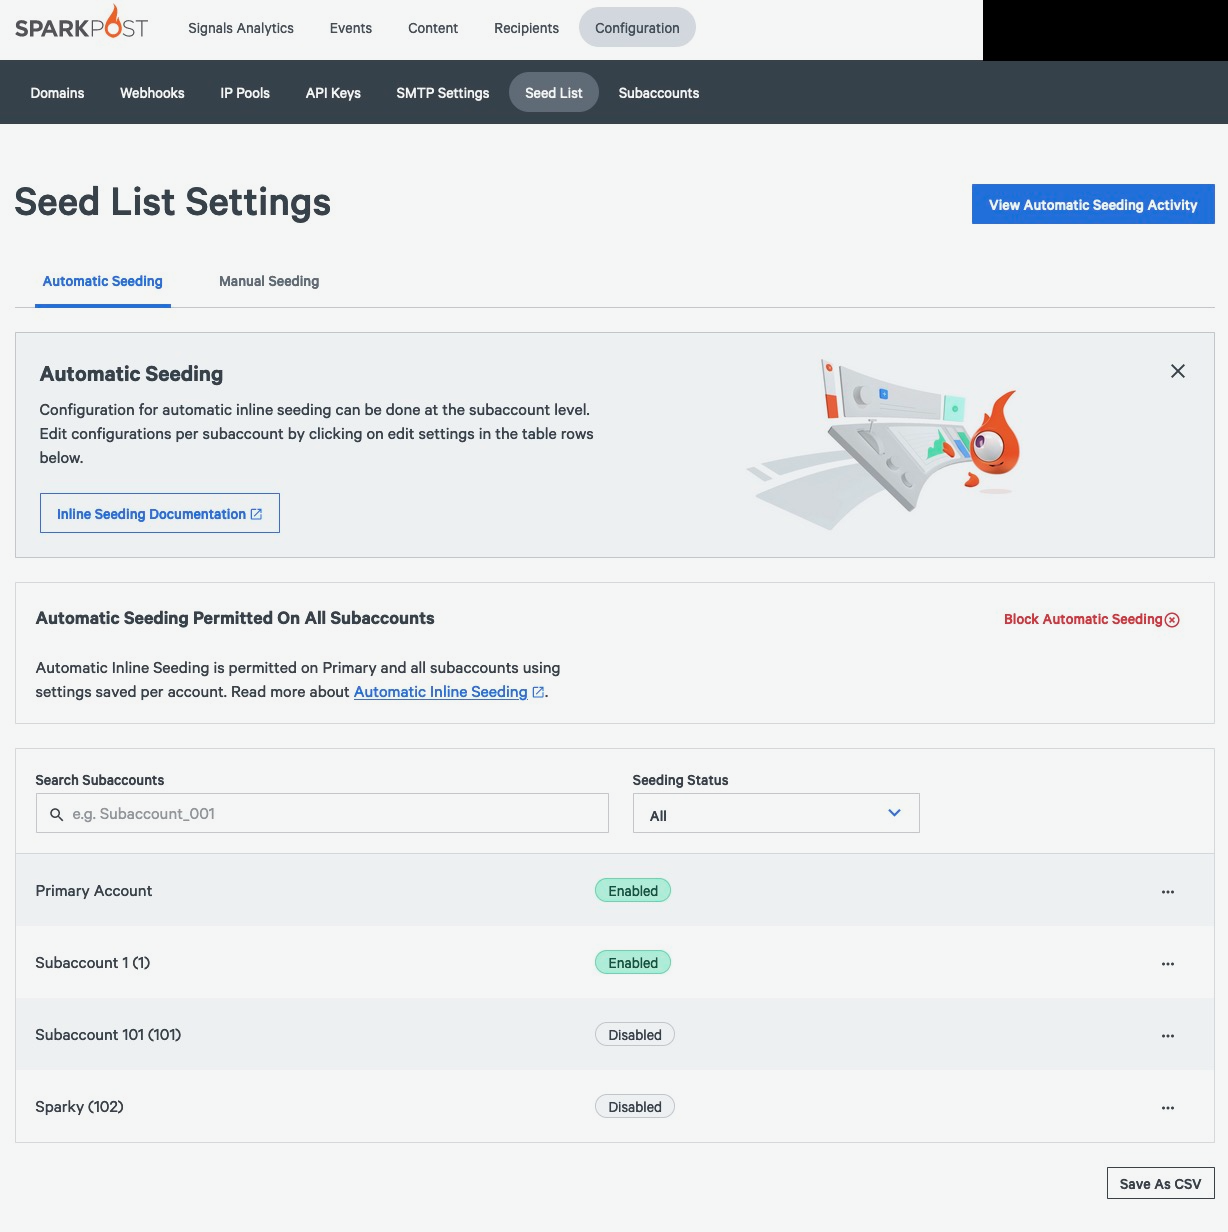 SPARKPOST
Signals Analytics Events Content Recipients Configuration
Domains Webhooks IP Pools API Keys SMTP Settings Seed List Subaccounts
Seed List Settings
View Automatic Seeding Activity
Automatic Seeding Manual Seeding
Automatic Seeding
Configuration for automatic inline seeding can be done at the subaccount level.
Edit configurations per subaccount by clicking on edit settings in the table rows
below.
Inline Seeding Documentation
Automatic Seeding Permitted On All Subaccounts
Block Automatic Seeding
Automatic Inline Seeding is permitted on Primary and all subaccounts using
settings saved per account. Read more about Automatic Inline Seeding .
Search Subaccounts Seeding Status
e.g. Subaccount_001 All
Primary Account Enabled
Subaccount 1 (1) Enabled
Subaccount 101 (101) Disabled
Sparky (102) Disabled
Save As CSV